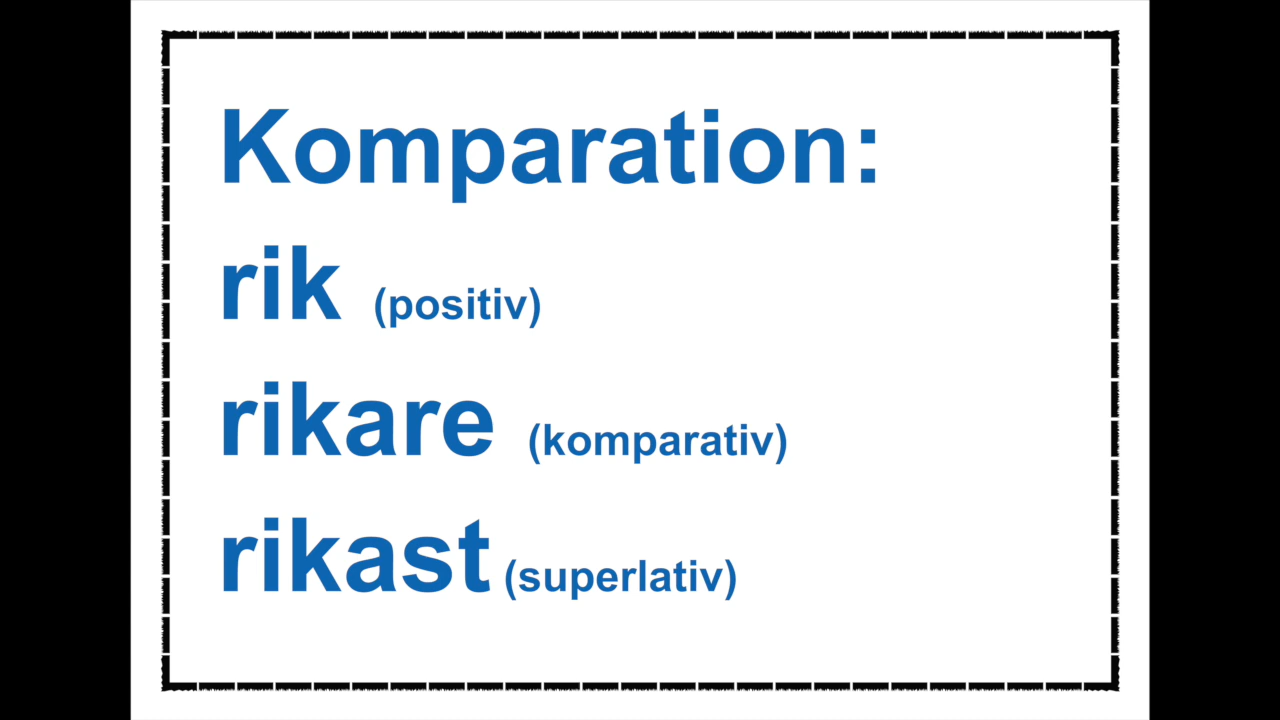 Komparation:
rik (positiv)
rikare (komparativ)
rikast (superlativ)